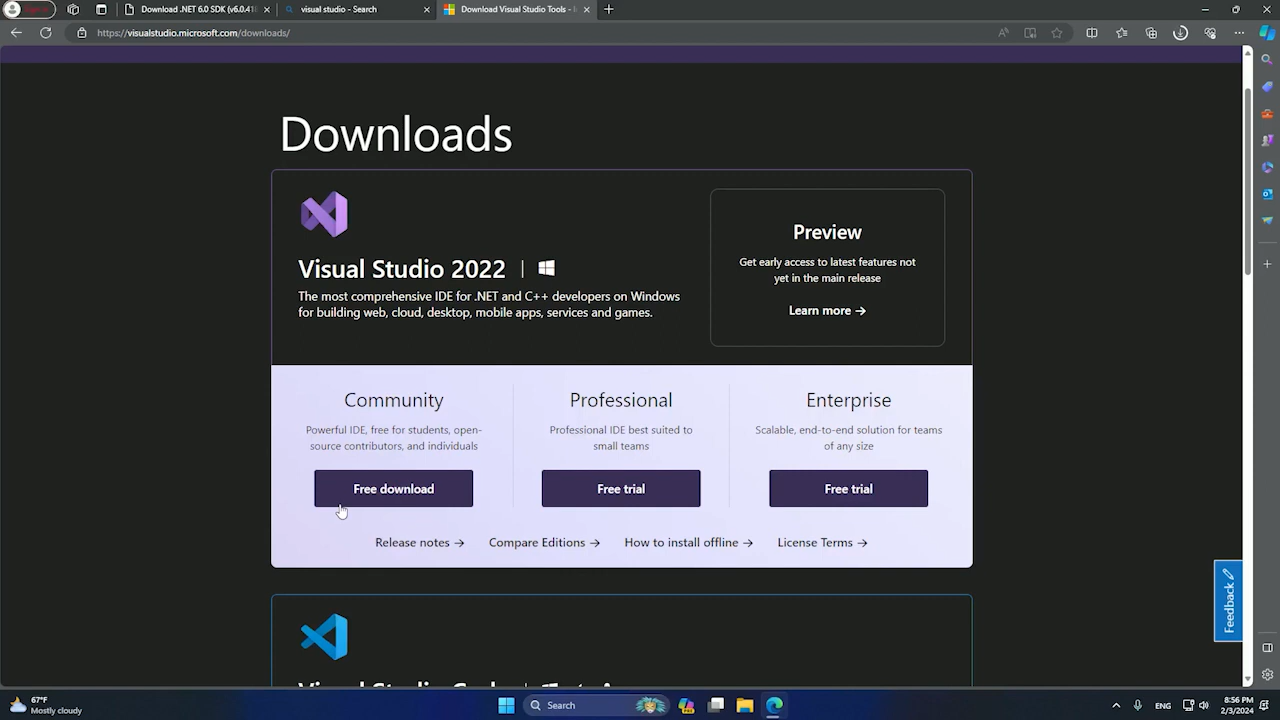 Download .NET 6.0 SDK (v6.0.418
visual studio - Search
Download Visual Studio Tools - I
https://visualstudio.microsoft.com/downloads/
Downloads
Visual Studio 2022
The most comprehensive IDE for .NET and C++ developers on Windows
for building web, cloud, desktop, mobile apps, services and games.
Preview
Get early access to latest features not
yet in the main release
Learn more →
Community
Powerful IDE, free for students, open-
source contributors, and individuals
Free download
Professional
Professional IDE best suited to
small teams
Free trial
Enterprise
Scalable, end-to-end solution for teams
of any size
Free trial
Release notes →
Compare Editions →
How to install offline →
License Terms →
Feedback
67°F
Mostly cloudy
Search
ENG
8:56 PM
2/3/2024